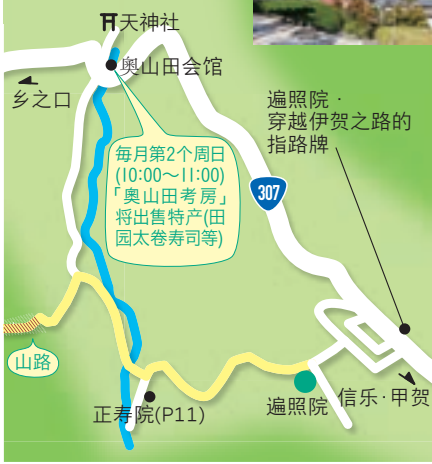 天神社
奥山田会馆
乡之口
遍照院·
穿越伊贺之路的
指路牌
每月第2个周日
(10:00～11:00)
「奥山田考房」
将出售特产(田
园太卷寿司等)
307
山路
正寿院(P11)
遍照院
信乐·甲贺